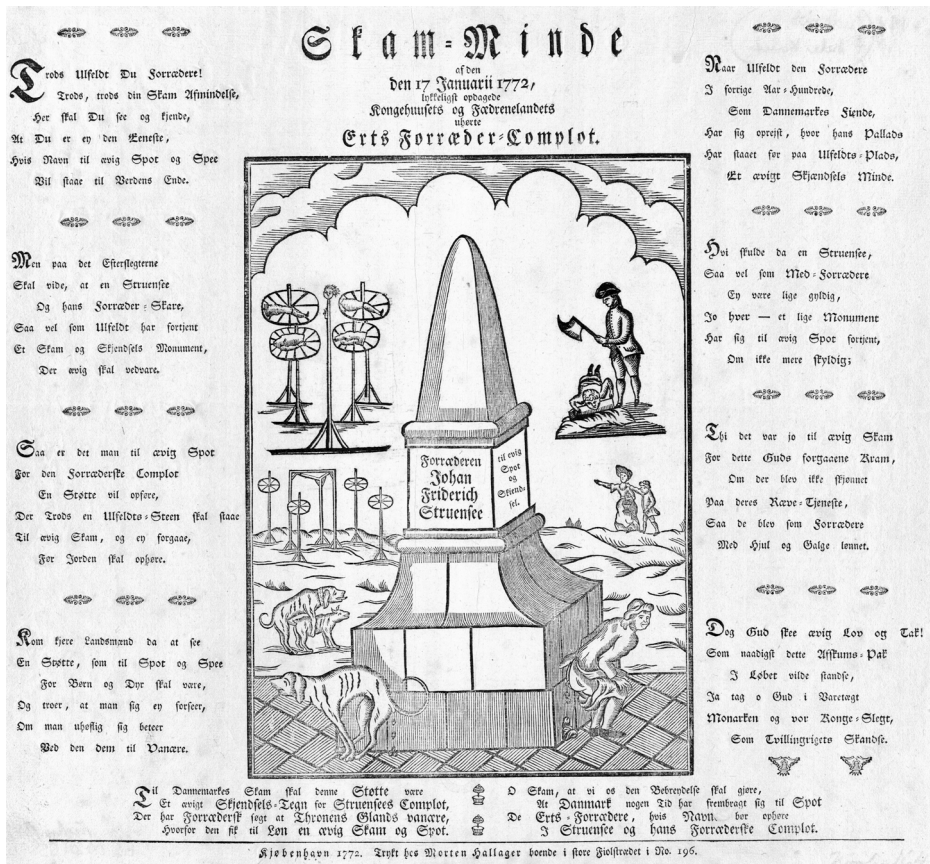 Skam-Minde
af den
den 17 Januarii 1772,
lykkeligst opdagede
Kongehuusets og Fædrenelandets
uhørte
Erts Forræder-Complot.
Trods Ulfeldt Du Forrædere!
Trods, trods din Skam Afmindelse,
Her skal Du see og kjende,
At Du er ey den Eeneste,
Hvis Navn til ævig Spot og Spee
Vil staae til Verdens Ende.
Men paa det Efterslegterne
Skal vide, at en Struensee
Og hans Forræder-Skare,
Saa vel som Ulfeldt har fortient
Et Skam og Skjendsels Monument,
Der ævig skal vedvare.
Saa er det man til ævig Spot
For den Forræderske Complot
En Støtte vil opføre,
Der Trods en Ulfeldts-Steen skal staae
Til ævig Skam, og ey forgaae,
Før Jorden skal ophøre.
Kom kjere Landsmænd da at see
En Støtte, som til Spot og Spee
For Børn og Dyr skal være,
Og troer, at man sig ey forseer,
Om man uhøflig sig beteer
Ved den dem til Vanære.
Forræderen
Johan
Friderich
Struensee
til evig
Spot
og
Skiend-
sel.
Naar Ulfeldt den Forrædere
I forrige Aar-Hundrede,
Som Dannemarkes Fiende,
Har sig opreist, hvor hans Pallads
Har staaet før paa Ulfeldts-Plads,
Et ævigt Skjændsels Minde.
Hvi skulde da en Struensee,
Saa vel som Med-Forrædere
Ey være lige gyldig,
Jo hver — et lige Monument
Har sig til ævig Spot fortient,
Om ikke mere skyldig;
Thi det var jo til ævig Skam
For dette Guds forgaaene Kram,
Om der blev ikke skjønnet
Paa deres Ræve-Tjeneste,
Saa de blev som Forrædere
Med Hjul og Galge lønnet.
Dog Gud skee ævig Lov og Tak!
Som naadigst dette Afskums-Pak
I Løbet vilde standse,
Ja tag o Gud i Varetægt
Monarken og vor Konge-Slegt,
Som Tvillingrigets Skandse.
Til Dannemarkes Skam skal denne Støtte være
Et ævigt Skjendsels-Tegn for Struensees Complot,
Der har Forrædersk søgt at Thronens Glands vanære,
Hvorfor den fik til Løn en ævig Skam og Spot.
O Skam, at vi os den Bebreydelse skal gjøre,
At Danmark nogen Tid har frembragt sig til Spot
De Erts-Forrædere, hvis Navn bør ophøre
I Struensee og hans Forræderske Complot.
Kjøbenhavn 1772. Trykt hos Morten Hallager boende i store Fiolstrædet i No. 196.